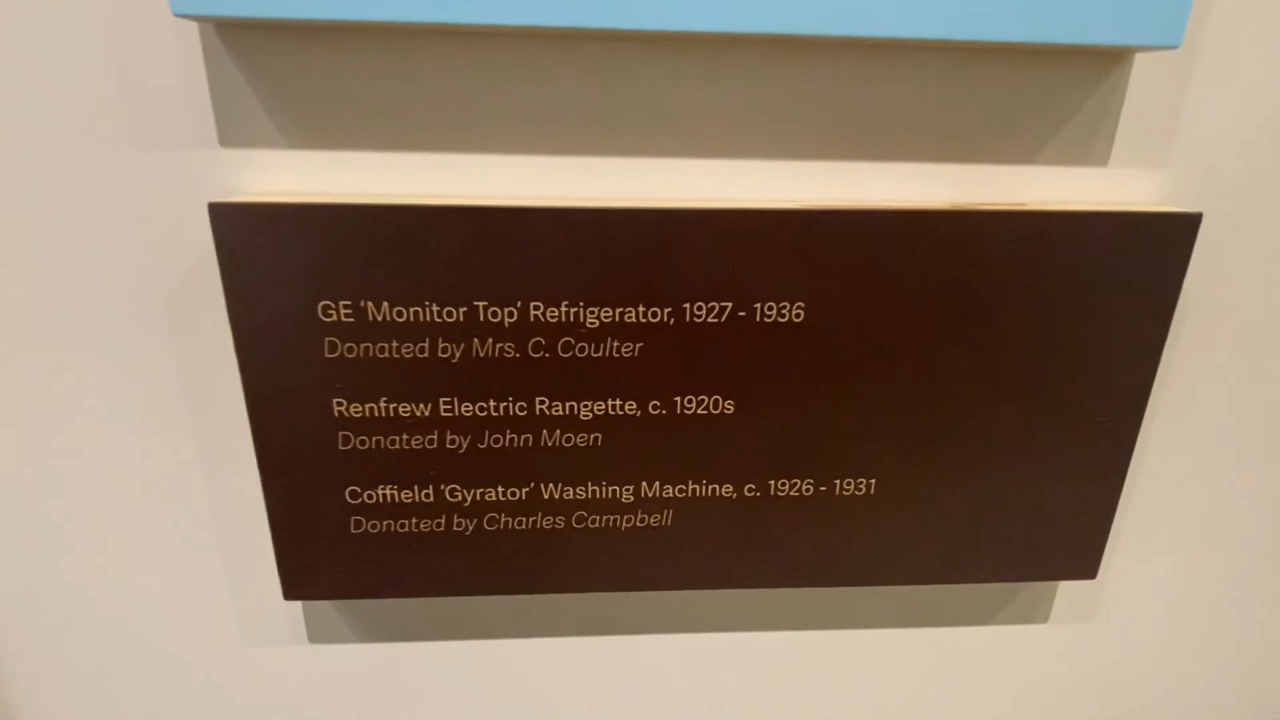 GE ‘Monitor Top’ Refrigerator, 1927 - 1936
Donated by Mrs. C. Coulter
Renfrew Electric Rangette, c. 1920s
Donated by John Moen
Coffield ‘Gyrator’ Washing Machine, c. 1926 - 1931
Donated by Charles Campbell